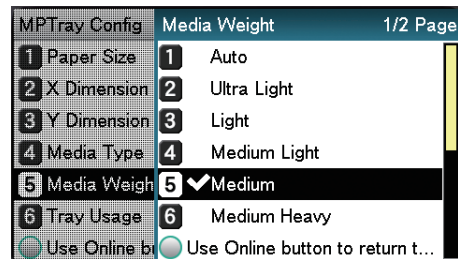 MPTray Config
1 Paper Size
2 X Dimension
3 Y Dimension
4 Media Type
5 Media Weigh
6 Tray Usage
Use Online b
Media Weight 1/2 Page
1 Auto
2 Ultra Light
3 Light
4 Medium Light
5 Medium
6 Medium Heavy
Use Online button to return t...